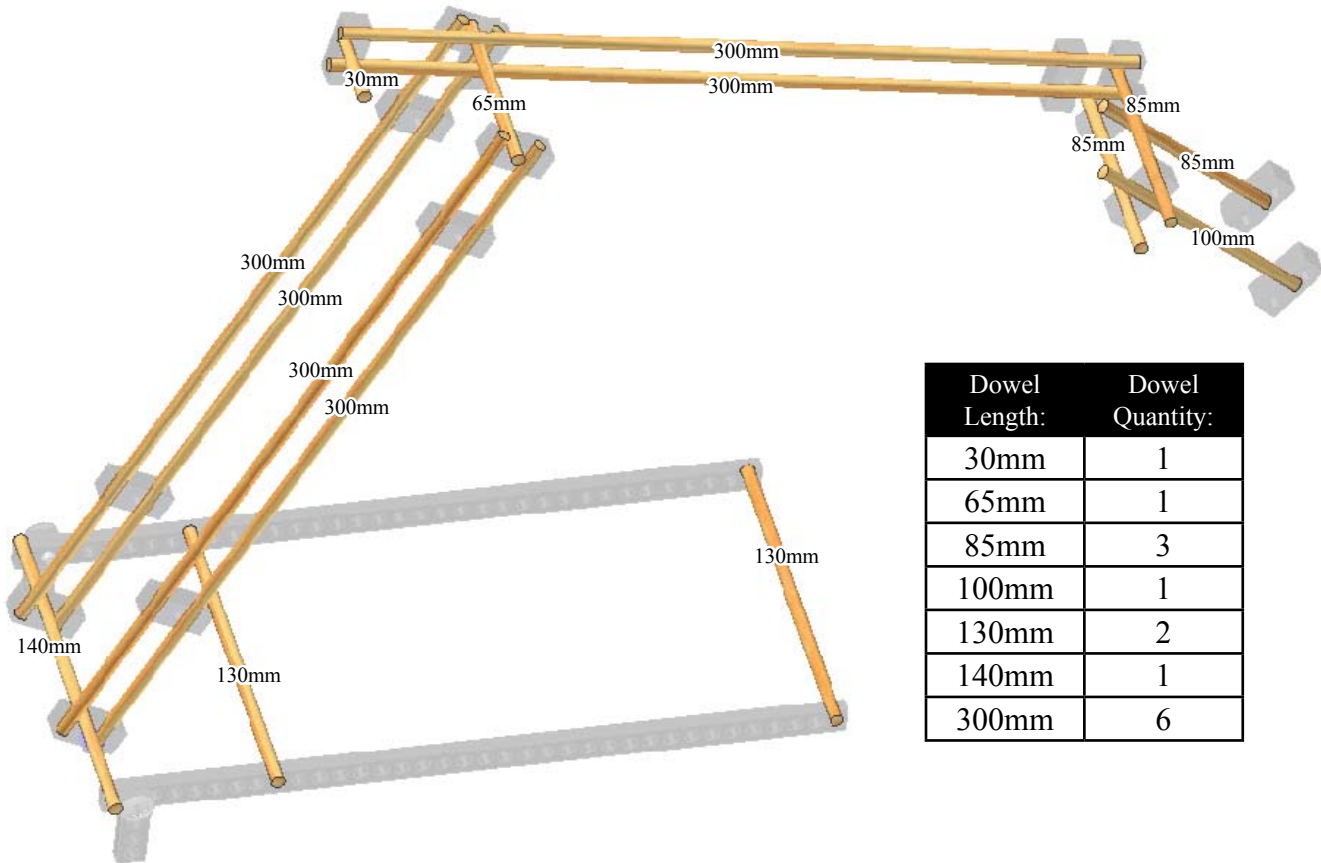 300mm
300mm
30mm
65mm
85mm
85mm
85mm
100mm
300mm
300mm
300mm
300mm
130mm
140mm
130mm
Dowel Length: Dowel Quantity:
30mm 1
65mm 1
85mm 3
100mm 1
130mm 2
140mm 1
300mm 6